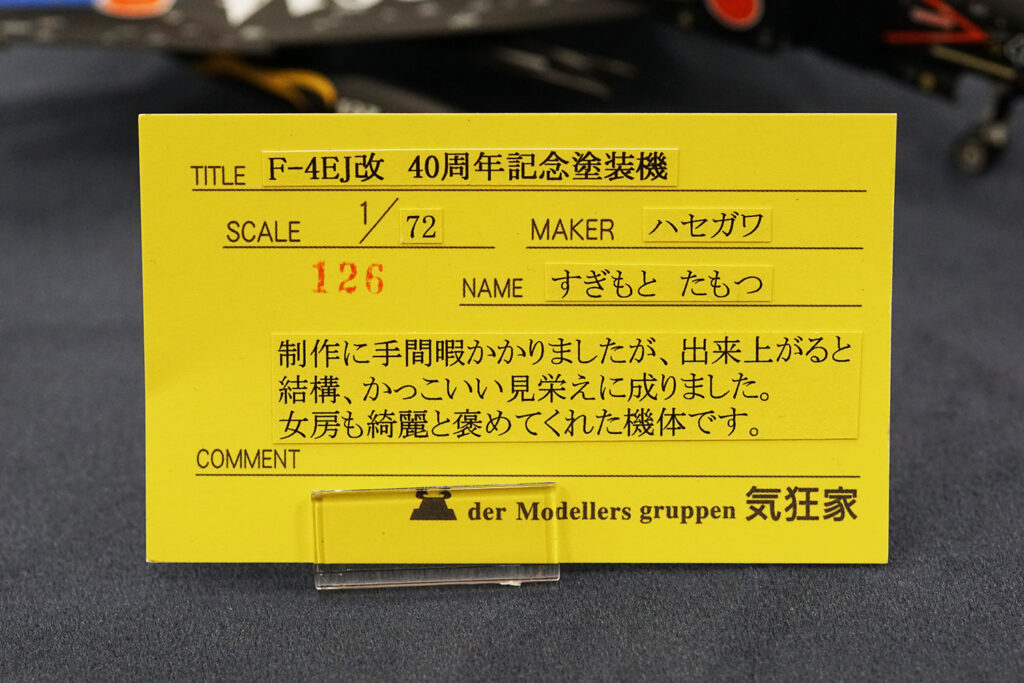 TITLE F-4EJ改 40周年記念塗装機
SCALE 1/72 MAKER ハセガワ
126 NAME すぎもと たもつ
制作に手間暇かかりましたが、出来上がると
結構、かっこいい見栄えに成りました。
女房も綺麗と褒めてくれた機体です。
COMMENT
der Modellers gruppen 気狂家